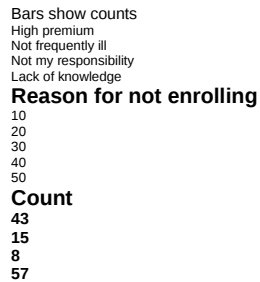 Bars show counts
High premium
Not frequently ill
Not my responsibility
Lack of knowledge
Reason for not enrolling
10
20
30
40
50
Count
43
15
8
57